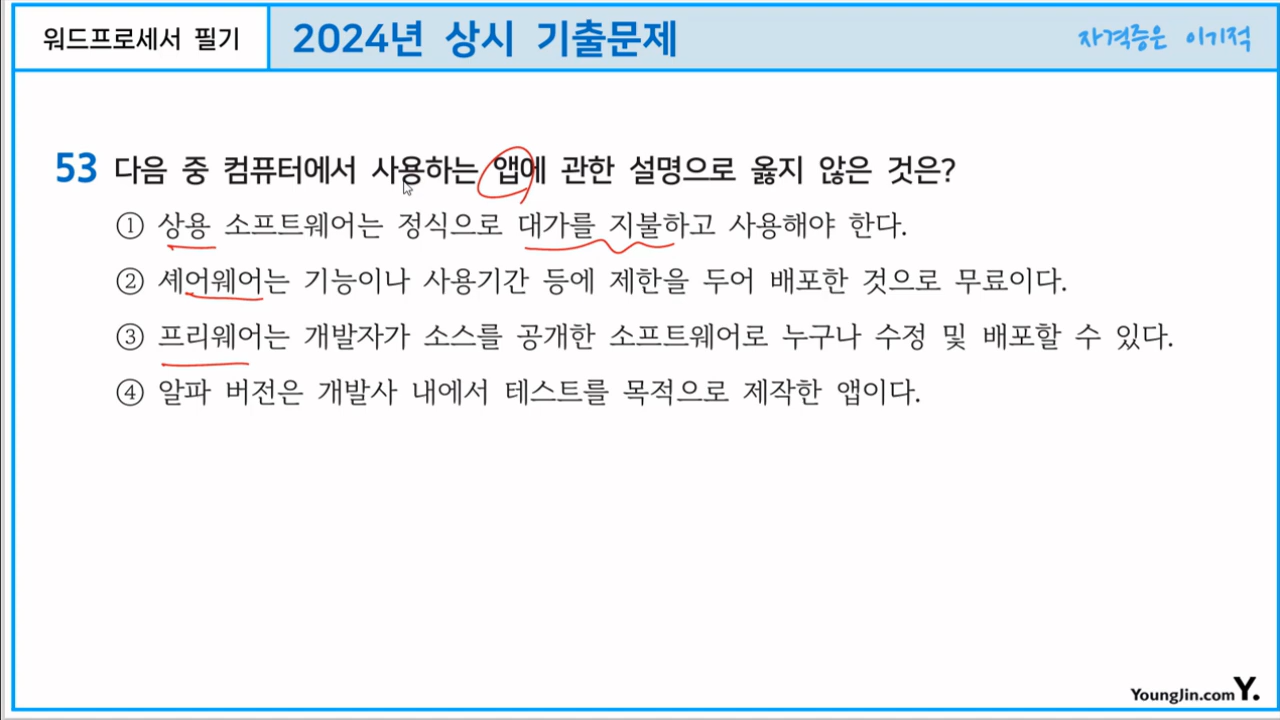 워드프로세서 필기
2024년 상시 기출문제
자격증은 이기적
53 다음 중 컴퓨터에서 사용하는 앱에 관한 설명으로 옳지 않은 것은?
① 상용 소프트웨어는 정식으로 대가를 지불하고 사용해야 한다.
② 셰어웨어는 기능이나 사용기간 등에 제한을 두어 배포한 것으로 무료이다.
③ 프리웨어는 개발자가 소스를 공개한 소프트웨어로 누구나 수정 및 배포할 수 있다.
④ 알파 버전은 개발사 내에서 테스트를 목적으로 제작한 앱이다.
YoungJin.com Y.